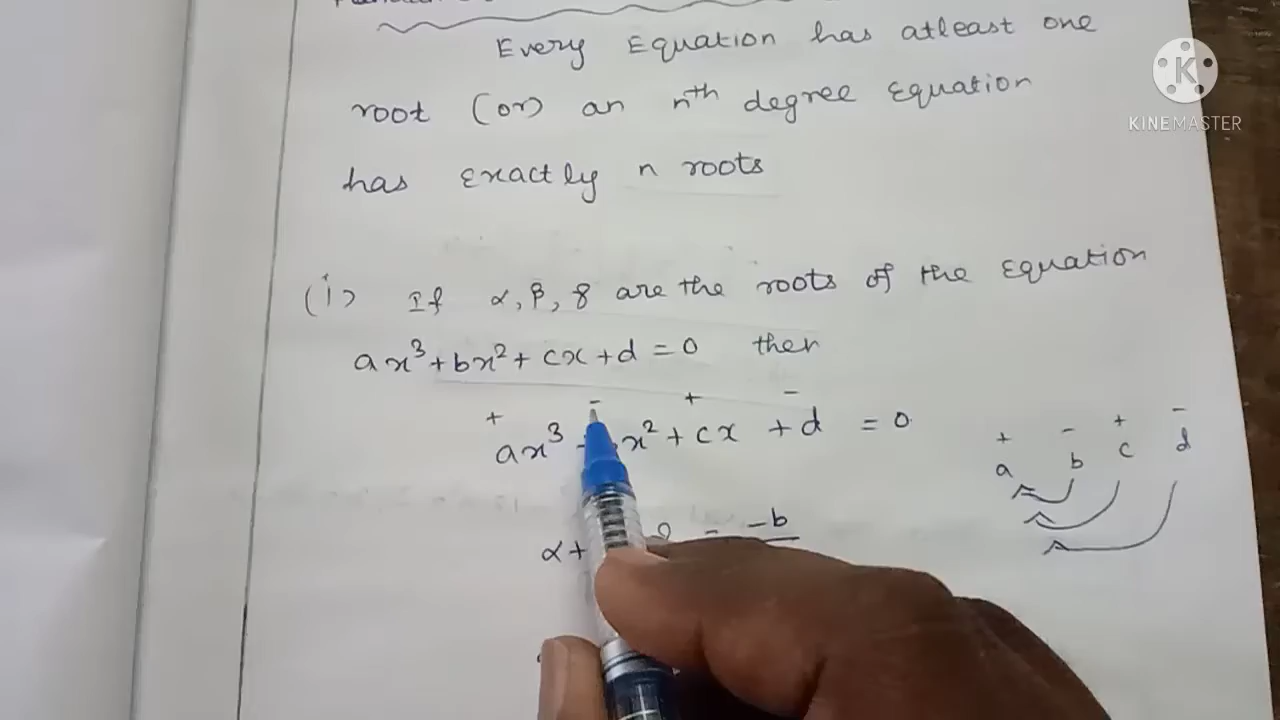 Every Equation has atleast one
root (or) an nth degree Equation
has exactly n roots
(i) If α, β, γ are the roots of the Equation
ax³ + bx² + cx + d = 0 then
+ - + -
ax³ x² + cx + d = 0
+ - + -
a b c d
α+ = -b
K
KINEMASTER